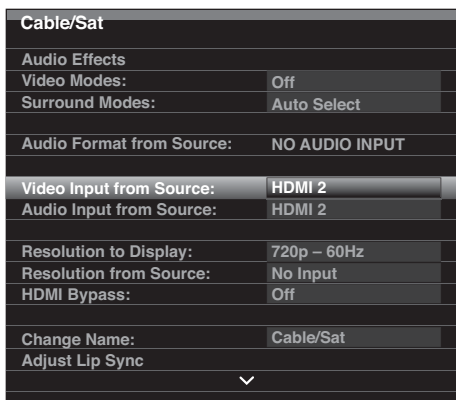 Cable/Sat
Audio Effects
Video Modes: Off
Surround Modes: Auto Select
Audio Format from Source: NO AUDIO INPUT
Video Input from Source: HDMI 2
Audio Input from Source: HDMI 2
Resolution to Display: 720p – 60Hz
Resolution from Source: No Input
HDMI Bypass: Off
Change Name: Cable/Sat
Adjust Lip Sync